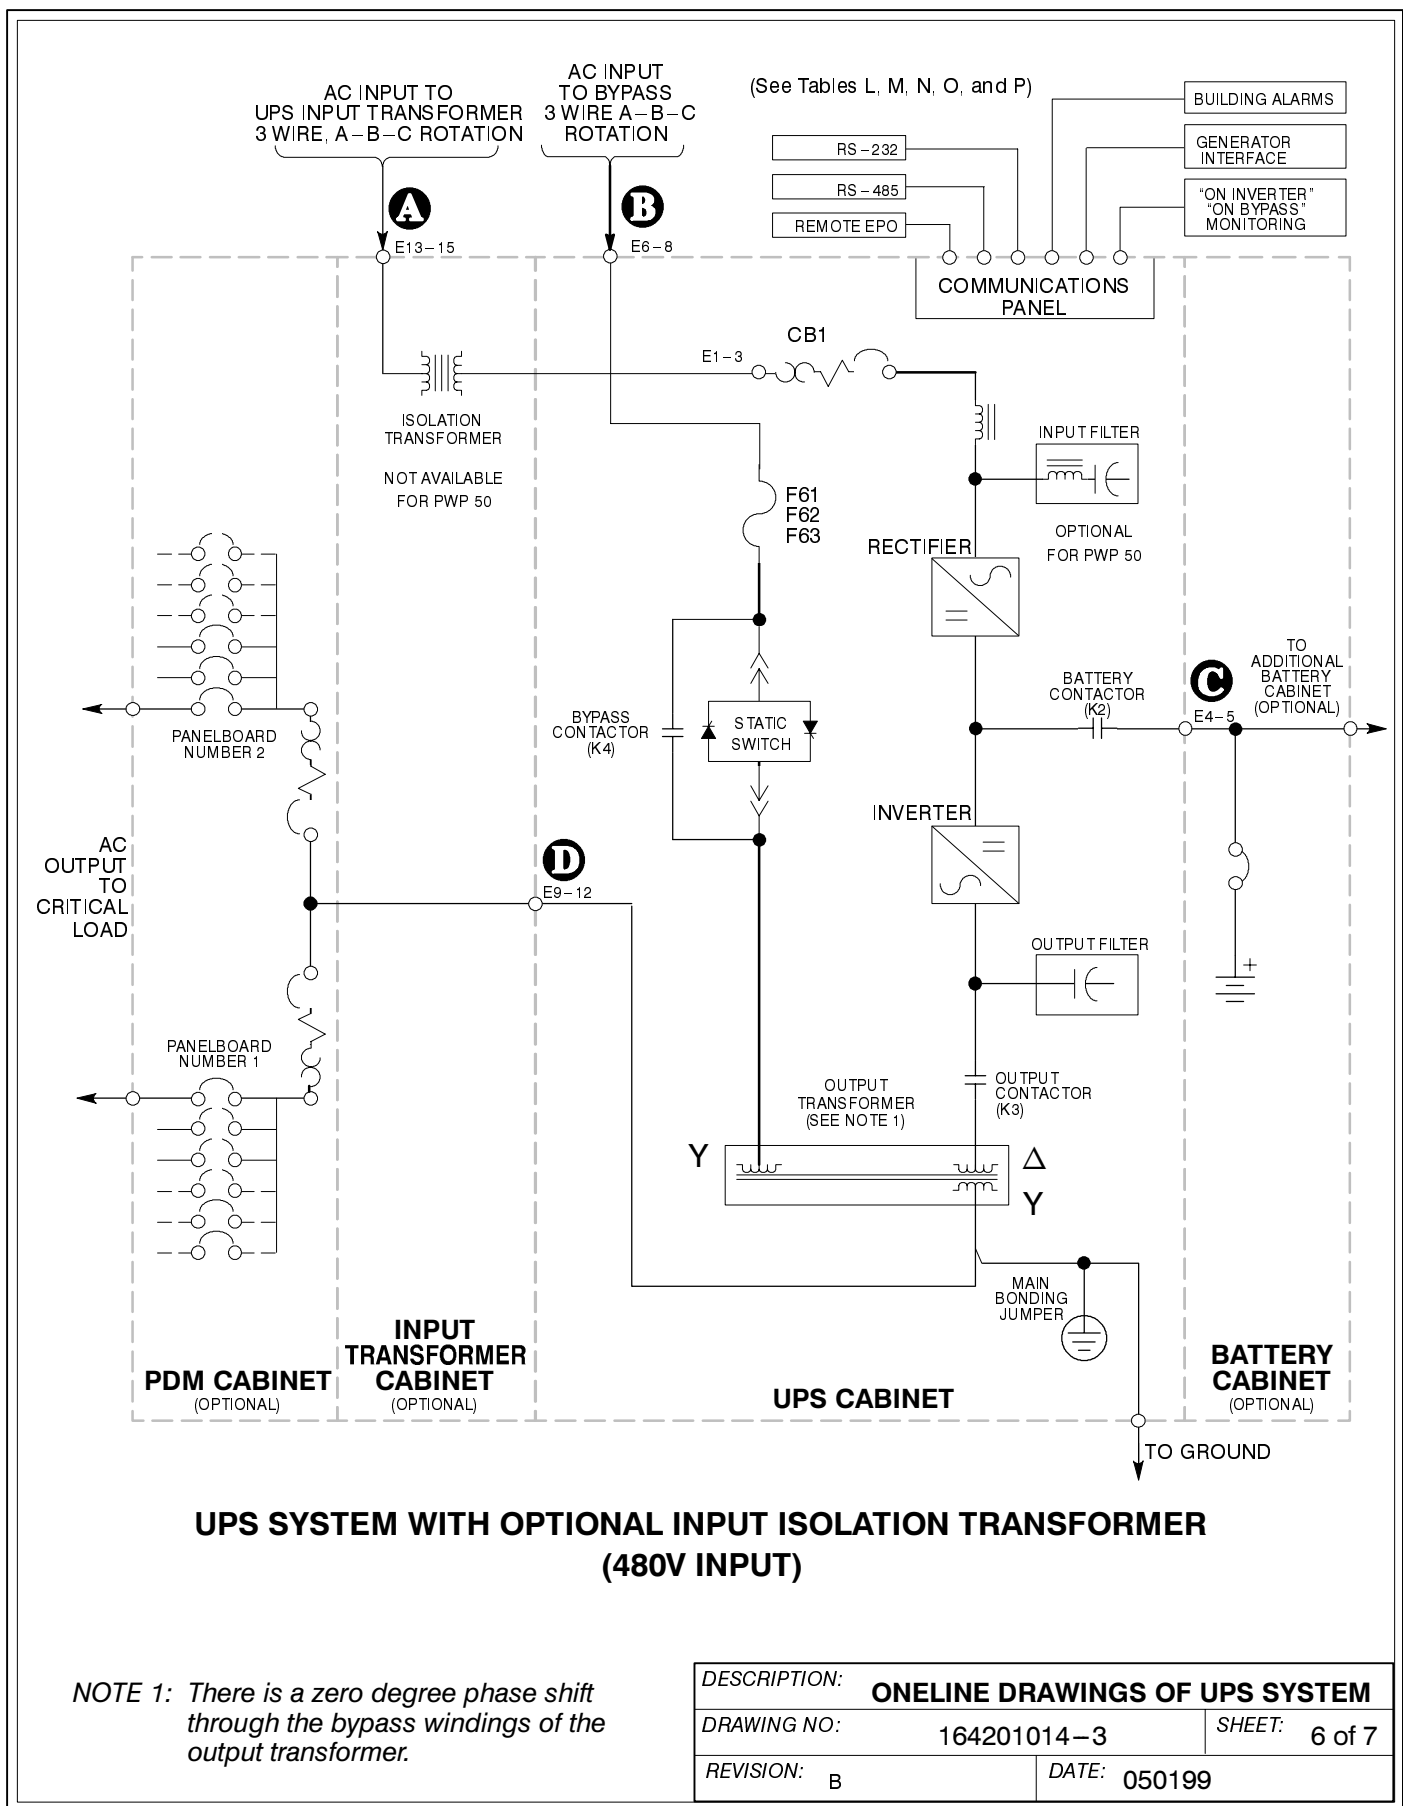 AC INPUT TO
UPS INPUT TRANSFORMER
3 WIRE, A–B–C ROTATION
AC INPUT
TO BYPASS
3 WIRE A–B–C
ROTATION
(See Tables L, M, N, O, and P)
RS–232
RS–485
REMOTE EPO
BUILDING ALARMS
GENERATOR
INTERFACE
“ON INVERTER”
“ON BYPASS”
MONITORING
A
E13–15
B
E6–8
COMMUNICATIONS
PANEL
CB1
E1–3
ISOLATION
TRANSFORMER
NOT AVAILABLE
FOR PWP 50
INPUT FILTER
OPTIONAL
FOR PWP 50
F61
F62
F63
RECTIFIER
BYPASS
CONTACTOR
(K4)
STATIC
SWITCH
BATTERY
CONTACTOR
(K2)
C
E4–5
TO
ADDITIONAL
BATTERY
CABINET
(OPTIONAL)
PANELBOARD
NUMBER 2
INVERTER
AC
OUTPUT
TO
CRITICAL
LOAD
D
E9–12
OUTPUT FILTER
+
PANELBOARD
NUMBER 1
OUTPUT
TRANSFORMER
(SEE NOTE 1)
OUTPUT
CONTACTOR
(K3)
Y
Δ
Y
MAIN
BONDING
JUMPER
PDM CABINET
(OPTIONAL)
INPUT
TRANSFORMER
CABINET
(OPTIONAL)
UPS CABINET
BATTERY
CABINET
(OPTIONAL)
TO GROUND
UPS SYSTEM WITH OPTIONAL INPUT ISOLATION TRANSFORMER
(480V INPUT)
NOTE 1: There is a zero degree phase shift
through the bypass windings of the
output transformer.
DESCRIPTION: ONELINE DRAWINGS OF UPS SYSTEM
DRAWING NO: 164201014–3 SHEET: 6 of 7
REVISION: B DATE: 050199